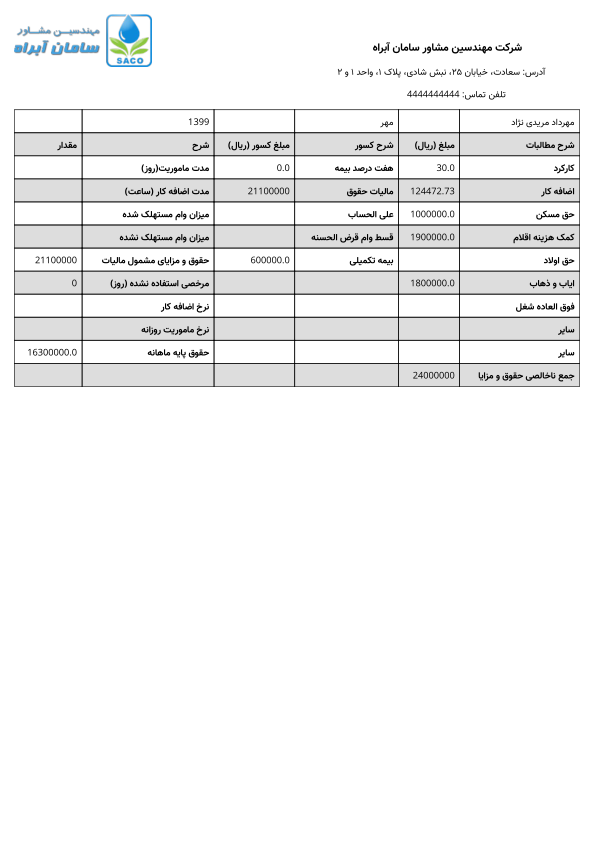 مهندسین مشاور
سامان آبراه
SACO
شرکت مهندسین مشاور سامان آبراه
آدرس: سعادت، خیابان ۲۵، نبش شادی، پلاک ۱، واحد ۱ و ۲
تلفن تماس: 4444444444
مهرداد مریدی نژاد مهر 1399
شرح مطالبات مبلغ (ریال) شرح کسور مبلغ کسور (ریال) شرح مقدار
کارکرد 30.0 هفت درصد بیمه 0.0 مدت ماموریت(روز)
اضافه کار 124472.73 مالیات حقوق 21100000 مدت اضافه کار (ساعت)
حق مسکن 1000000.0 علی الحساب میزان وام مستهلک شده
کمک هزینه اقلام 1900000.0 قسط وام قرض الحسنه میزان وام مستهلک نشده
حق اولاد بیمه تکمیلی 600000.0 حقوق و مزایای مشمول مالیات 21100000
ایاب و ذهاب 1800000.0 مرخصی استفاده نشده (روز) 0
فوق العاده شغل نرخ اضافه کار
سایر نرخ ماموریت روزانه
سایر حقوق پایه ماهانه 16300000.0
جمع ناخالصی حقوق و مزایا 24000000